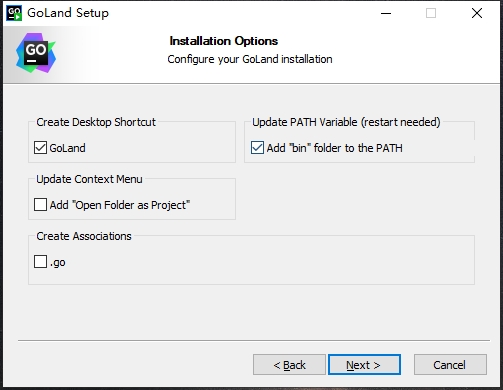 GO GoLand Setup
GO
Installation Options
Configure your GoLand installation
Create Desktop Shortcut
GoLand
Update PATH Variable (restart needed)
Add "bin" folder to the PATH
Update Context Menu
Add "Open Folder as Project"
Create Associations
.go
< Back
Next >
Cancel